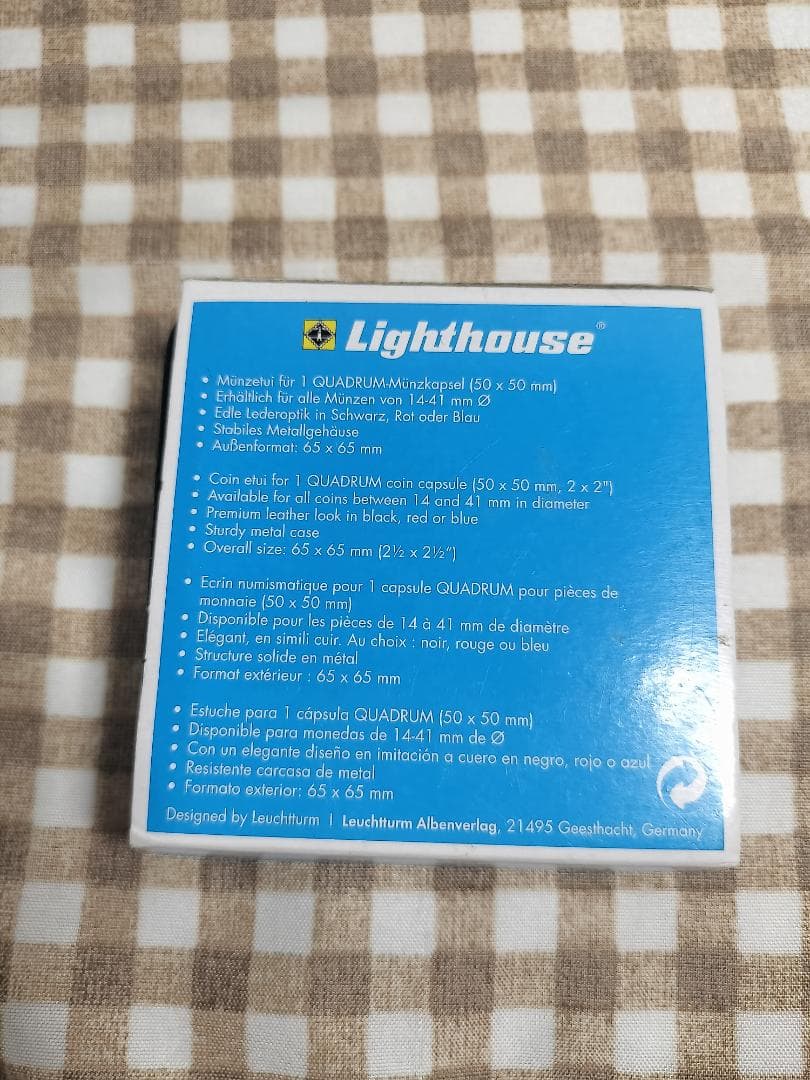 Lighthouse®
• Münzetui für 1 QUADRUM-Münzkapsel (50 x 50 mm)
• Erhältlich für alle Münzen von 14-41 mm Ø
• Edle Lederoptik in Schwarz, Rot oder Blau
• Stabiles Metallgehäuse
• Außenformat: 65 x 65 mm
• Coin etui for 1 QUADRUM coin capsule (50 x 50 mm, 2 x 2")
• Available for all coins between 14 and 41 mm in diameter
• Premium leather look in black, red or blue
• Sturdy metal case
• Overall size: 65 x 65 mm (2½ x 2½")
• Ecrin numismatique pour 1 capsule QUADRUM pour pièces de
monnaie (50 x 50 mm)
• Disponible pour les pièces de 14 à 41 mm de diamètre
• Elégant, en simili cuir. Au choix : noir, rouge ou bleu
• Structure solide en métal
• Format extérieur : 65 x 65 mm
• Estuche para 1 cápsula QUADRUM (50 x 50 mm)
• Disponible para monedas de 14-41 mm de Ø
• Con un elegante diseño en imitación a cuero en negro, rojo o azul
• Resistente carcasa de metal
• Formato exterior: 65 x 65 mm
Designed by Leuchtturm | Leuchtturm Albenverlag, 21495 Geesthacht, Germany